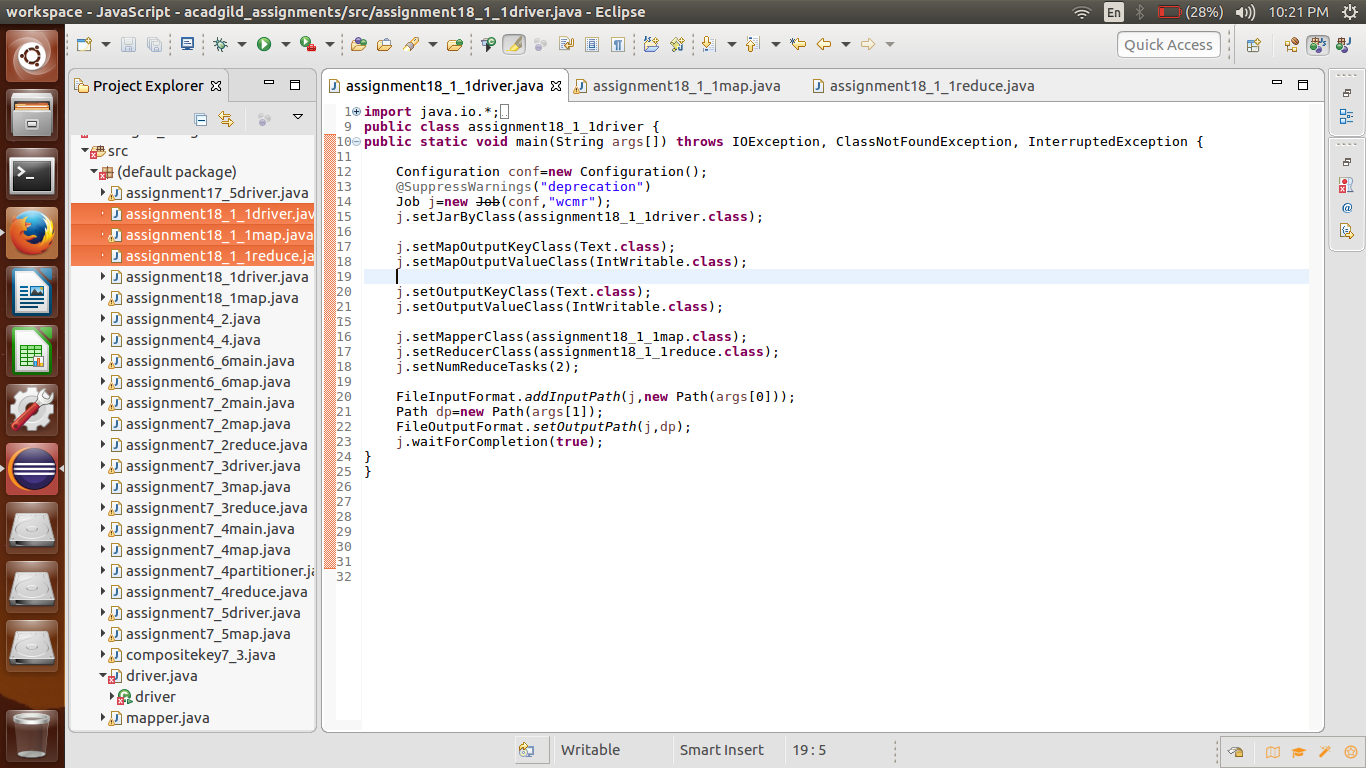 workspace - JavaScript - acadgild_assignments/src/assignment18_1_1driver.java - Eclipse
En
(28%)
10:21 PM
Quick Access
Project Explorer
src
(default package)
assignment17_5driver.java
assignment18_1_1driver.jav
assignment18_1_1map.java
assignment18_1_1reduce.ja
assignment18_1driver.java
assignment18_1map.java
assignment4_2.java
assignment4_4.java
assignment6_6main.java
assignment6_6map.java
assignment7_2main.java
assignment7_2map.java
assignment7_2reduce.java
assignment7_3driver.java
assignment7_3map.java
assignment7_3reduce.java
assignment7_4main.java
assignment7_4map.java
assignment7_4partitioner.ja
assignment7_4reduce.java
assignment7_5driver.java
assignment7_5map.java
compositekey7_3.java
driver.java
driver
mapper.java
assignment18_1_1driver.java
assignment18_1_1map.java
assignment18_1_1reduce.java
1 import java.io.*;
9 public class assignment18_1_1driver {
10 public static void main(String args[]) throws IOException, ClassNotFoundException, InterruptedException {
11
12 Configuration conf=new Configuration();
13 @SuppressWarnings("deprecation")
14 Job j=new Job(conf,"wcmr");
15 j.setJarByClass(assignment18_1_1driver.class);
16
17 j.setMapOutputKeyClass(Text.class);
18 j.setMapOutputValueClass(IntWritable.class);
19
20 j.setOutputKeyClass(Text.class);
21 j.setOutputValueClass(IntWritable.class);
15
16 j.setMapperClass(assignment18_1_1map.class);
17 j.setReducerClass(assignment18_1_1reduce.class);
18 j.setNumReduceTasks(2);
19
20 FileInputFormat.addInputPath(j,new Path(args[0]));
21 Path dp=new Path(args[1]);
22 FileOutputFormat.setOutputPath(j,dp);
23 j.waitForCompletion(true);
24 }
25 }
26
27
28
29
30
31
32
Writable
Smart Insert
19 : 5